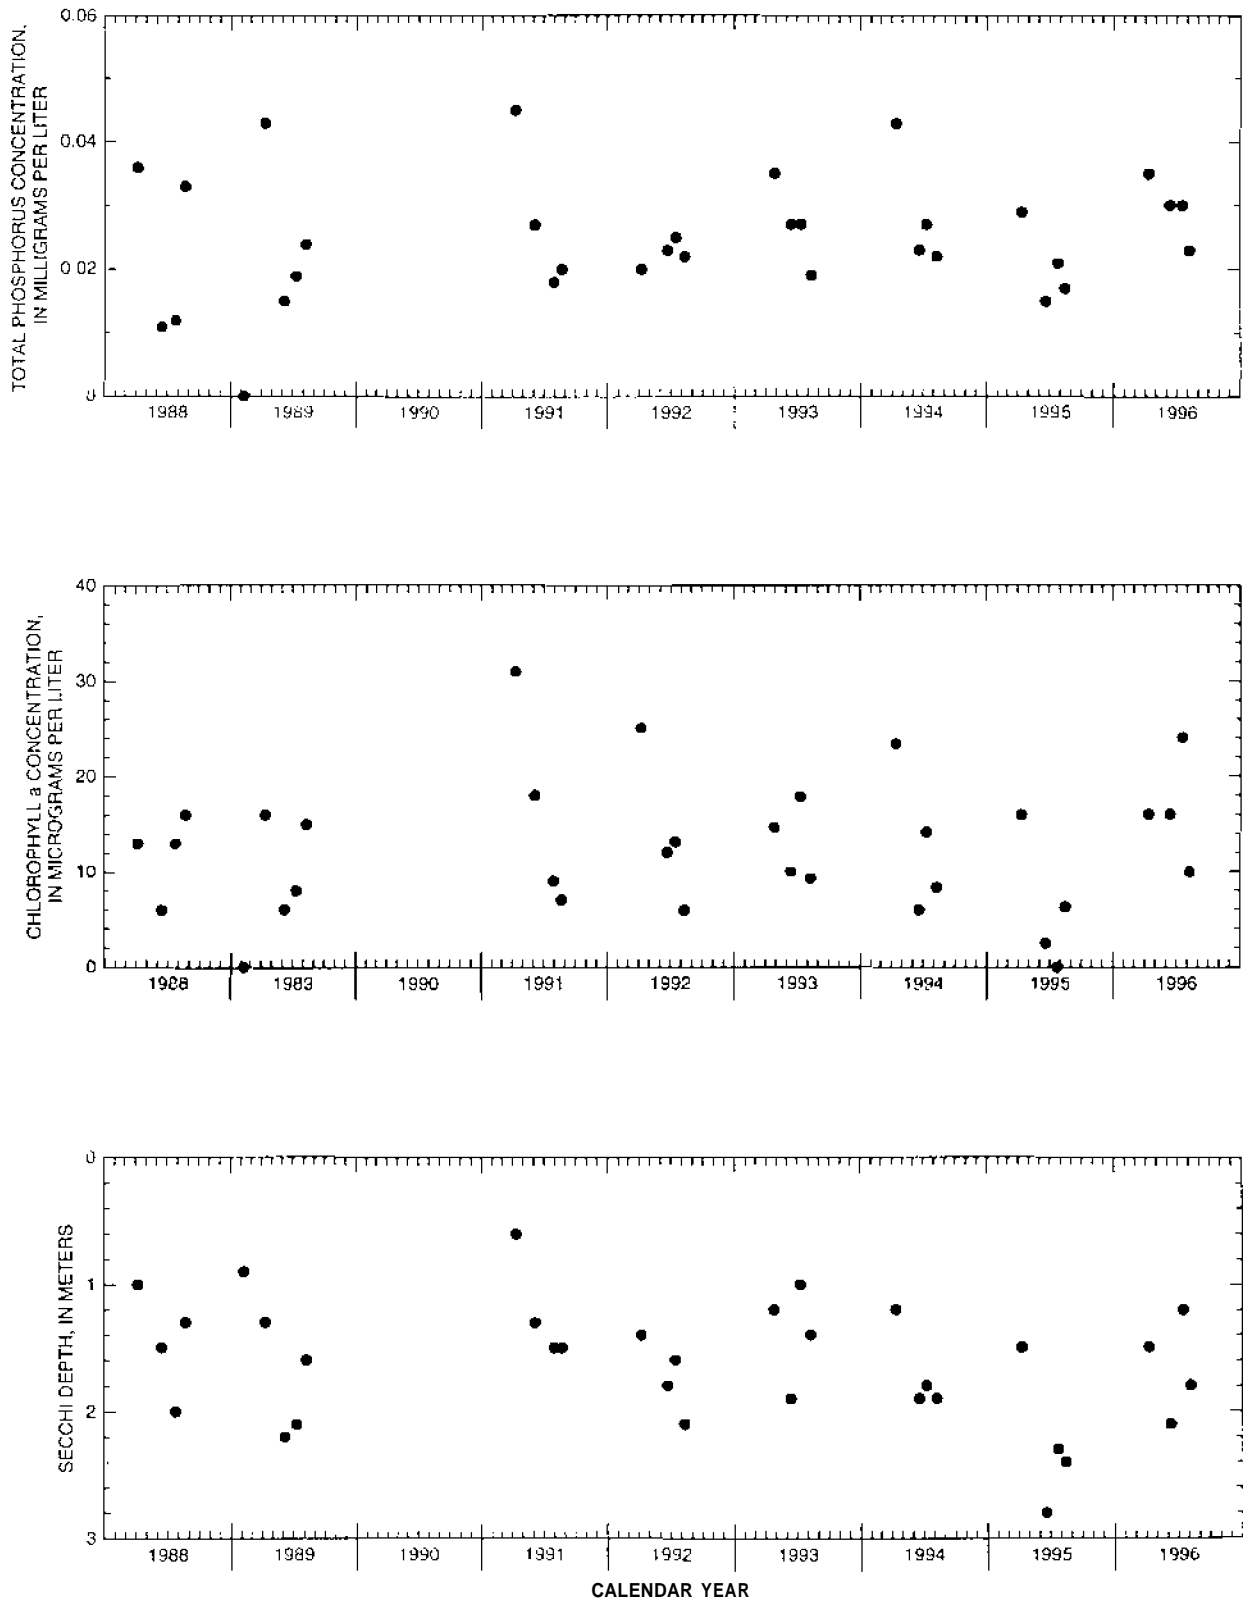 TOTAL PHOSPHORUS CONCENTRATION,
IN MILLIGRAMS PER LITER
0.06
0.04
0.02
0
1988 1989 1990 1991 1992 1993 1994 1995 1996
CHLOROPHYLL a CONCENTRATION,
IN MICROGRAMS PER LITER
40
30
20
10
0
1988 1989 1990 1991 1992 1993 1994 1995 1996
SECCHI DEPTH, IN METERS
0
1
2
3
1988 1989 1990 1991 1992 1993 1994 1995 1996
CALENDAR YEAR